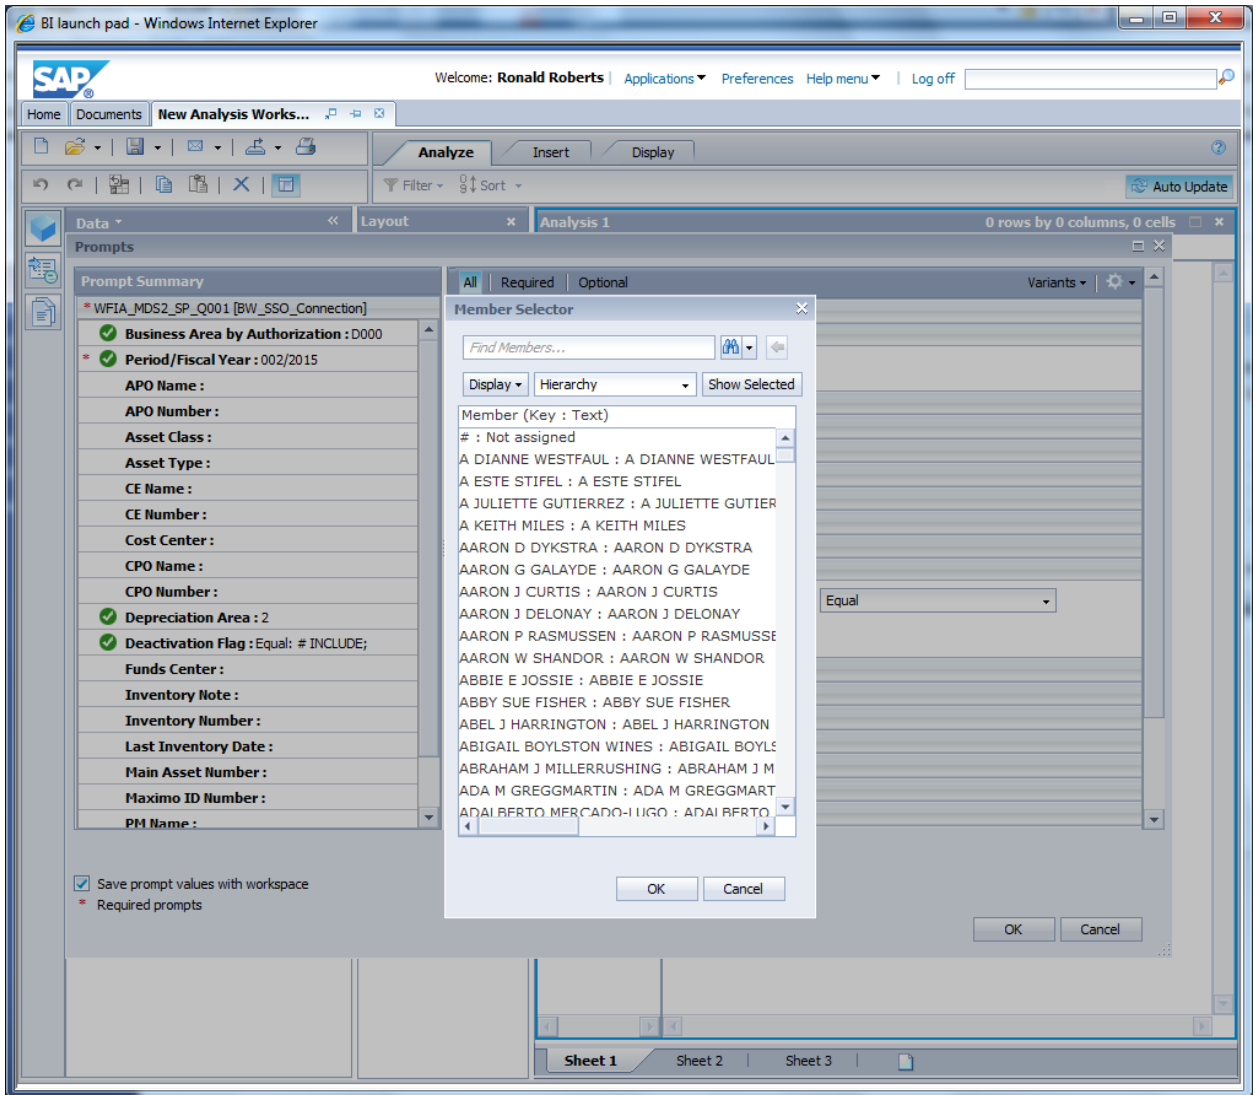 BI launch pad - Windows Internet Explorer
SAP®
Welcome: Ronald Roberts | Applications Preferences Help menu | Log off
Home Documents New Analysis Works...
Analyze Insert Display
Filter Sort Auto Update
Data Layout Analysis 1 0 rows by 0 columns, 0 cells
Prompts
Prompt Summary
All Required Optional Variants
* WFIA_MDS2_SP_Q001 [BW_SSO_Connection]
Business Area by Authorization : D000
* Period/Fiscal Year : 002/2015
APO Name :
APO Number :
Asset Class :
Asset Type :
CE Name :
CE Number :
Cost Center :
CPO Name :
CPO Number :
Depreciation Area : 2
Deactivation Flag : Equal: # INCLUDE;
Funds Center :
Inventory Note :
Inventory Number :
Last Inventory Date :
Main Asset Number :
Maximo ID Number :
PM Name :
Save prompt values with workspace
* Required prompts
Member Selector
Find Members...
Display Hierarchy Show Selected
Member (Key : Text)
# : Not assigned
A DIANNE WESTFAUL : A DIANNE WESTFAUL
A ESTE STIFEL : A ESTE STIFEL
A JULIETTE GUTIERREZ : A JULIETTE GUTIER
A KEITH MILES : A KEITH MILES
AARON D DYKSTRA : AARON D DYKSTRA
AARON G GALAYDE : AARON G GALAYDE
AARON J CURTIS : AARON J CURTIS
AARON J DELONAY : AARON J DELONAY
AARON P RASMUSSEN : AARON P RASMUSSE
AARON W SHANDOR : AARON W SHANDOR
ABBIE E JOSSIE : ABBIE E JOSSIE
ABBY SUE FISHER : ABBY SUE FISHER
ABEL J HARRINGTON : ABEL J HARRINGTON
ABIGAIL BOYLSTON WINES : ABIGAIL BOYLS
ABRAHAM J MILLERRUSHING : ABRAHAM J M
ADA M GREGGMARTIN : ADA M GREGGMART
ADALBERTO MERCADO-LUGO : ADALBERTO
OK Cancel
Equal
OK Cancel
Sheet 1 Sheet 2 Sheet 3